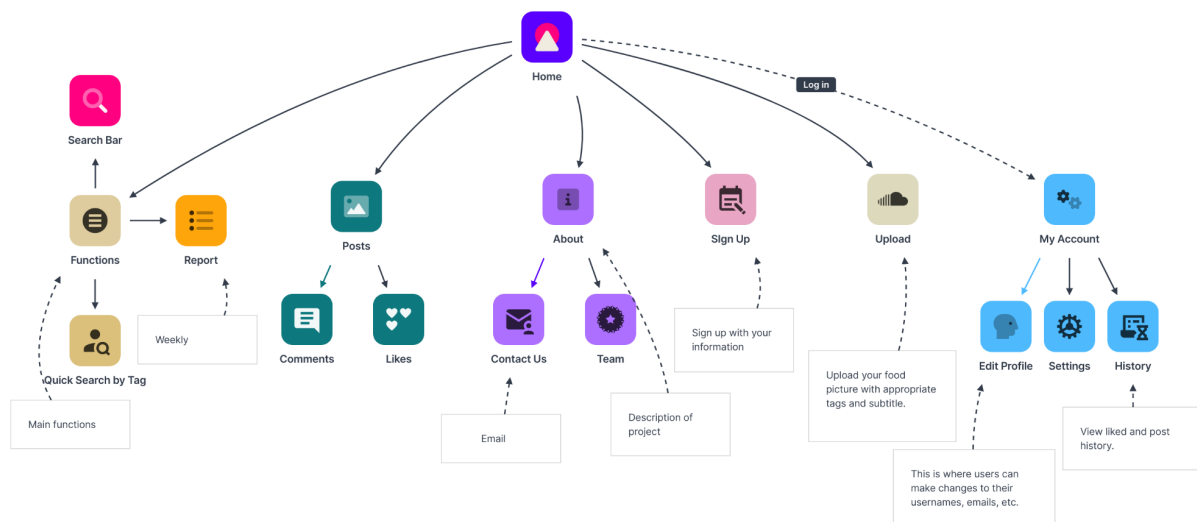 Home
Log in
Search Bar
Functions
Report
Posts
About
SIgn Up
Upload
My Account
Comments
Likes
Contact Us
Team
Edit Profile
Settings
History
Quick Search by Tag
Weekly
Main functions
Email
Description of
project
Sign up with your
information
Upload your food
picture with appropriate
tags and subtitle.
This is where users can
make changes to their
usernames, emails, etc.
View liked and post
history.